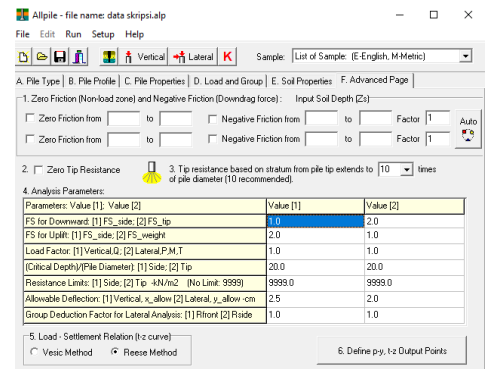 Allpile - file name: data skripsi.alp
File Edit Run Setup Help
Vertical Lateral K Sample: List of Sample: (E-English, M-Metric)
A. Pile Type B. Pile Profile C. Pile Properties D. Load and Group E. Soil Properties F. Advanced Page
1. Zero Friction (Non-load zone) and Negative Friction (Downdrag force): Input Soil Depth (Zs)
Zero Friction from to Negative Friction from to Factor 1 Auto
Zero Friction from to Negative Friction from to Factor 1
2. Zero Tip Resistance 3. Tip resistance based on stratum from pile tip extends to 10 times
of pile diameter (10 recommended).
4. Analysis Parameters:
Parameters: Value [1]; Value [2] Value [1] Value [2]
FS for Downward: [1] FS_side; [2] FS_tip 1.0 2.0
FS for Uplift: [1] FS_side; [2] FS_weight 2.0 1.0
Load Factor: [1] Vertical,Q; [2] Lateral,P,M,T 1.0 1.0
(Critical Depth)/(Pile Diameter): [1] Side; [2] Tip 20.0 20.0
Resistance Limits: [1] Side; [2] Tip -kN/m2 (No Limit: 9999) 9999.0 9999.0
Allowable Deflection: [1] Vertical, x_allow [2] Lateral, y_allow -cm 2.5 2.0
Group Deduction Factor for Lateral Analysis: [1] Rfront [2] Rside 1.0 1.0
5. Load - Settlement Relation (t-z curve)
Vesic Method Reese Method 6. Define p-y, t-z Output Points